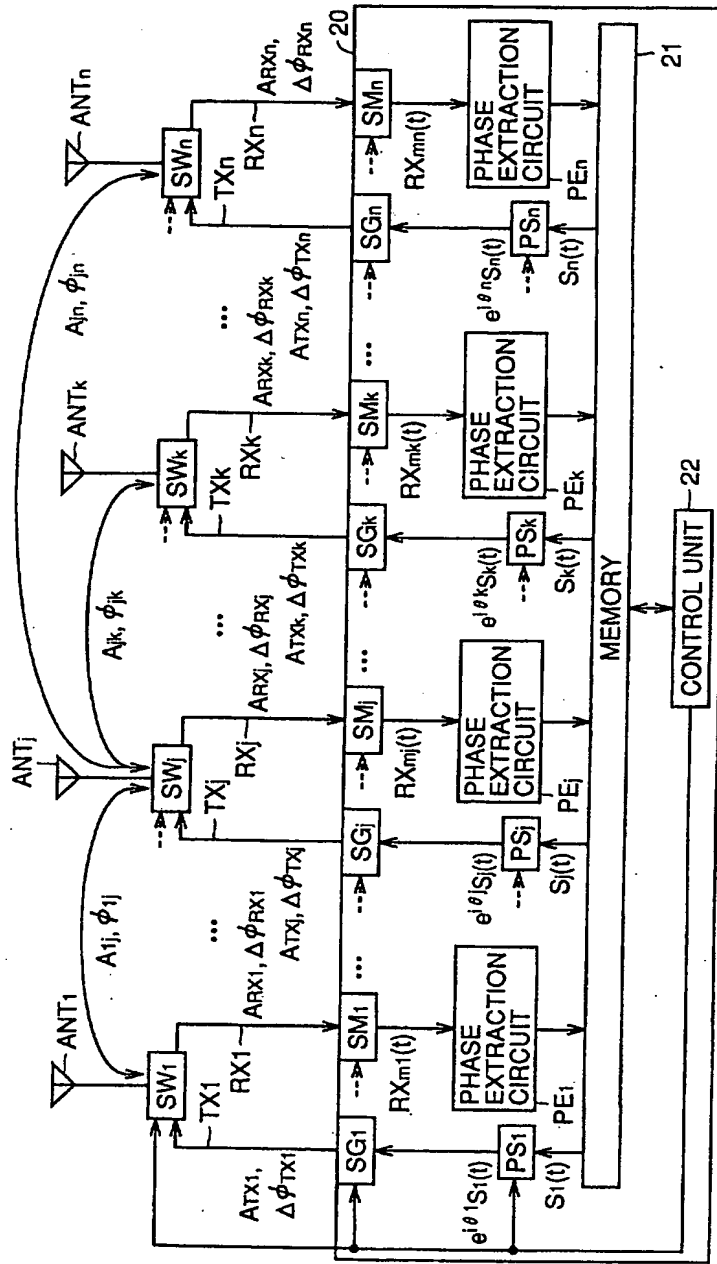 ANT1
ANTj
ANTk
ANTn
A1j, ϕ1j
Ajk, ϕjk
Ajn, ϕjn
SW1
SWj
SWk
SWn
TX1
RX1
TXj
RXj
TXk
RXk
TXn
RXn
ATX1,
ΔϕTX1
ARX1, ΔϕRX1
ATXj, ΔϕTXj
ARXj, ΔϕRXj
ATXk, ΔϕTXk
ARXk, ΔϕRXk
ATXn, ΔϕTXn
ARXn,
ΔϕRXn
...
...
...
20
SG1
SM1
...
SGj
SMj
...
SGk
SMk
...
SGn
SMn
RXm1(t)
RXmj(t)
RXmk(t)
RXmn(t)
e^iθ1S1(t)
e^iθjSj(t)
e^iθkSk(t)
e^iθnSn(t)
PS1
PSj
PSk
PSn
PHASE
EXTRACTION
CIRCUIT
PHASE
EXTRACTION
CIRCUIT
PHASE
EXTRACTION
CIRCUIT
PHASE
EXTRACTION
CIRCUIT
S1(t)
PE1
Sj(t)
PEj
Sk(t)
PEk
Sn(t)
PEn
MEMORY
21
CONTROL UNIT
22